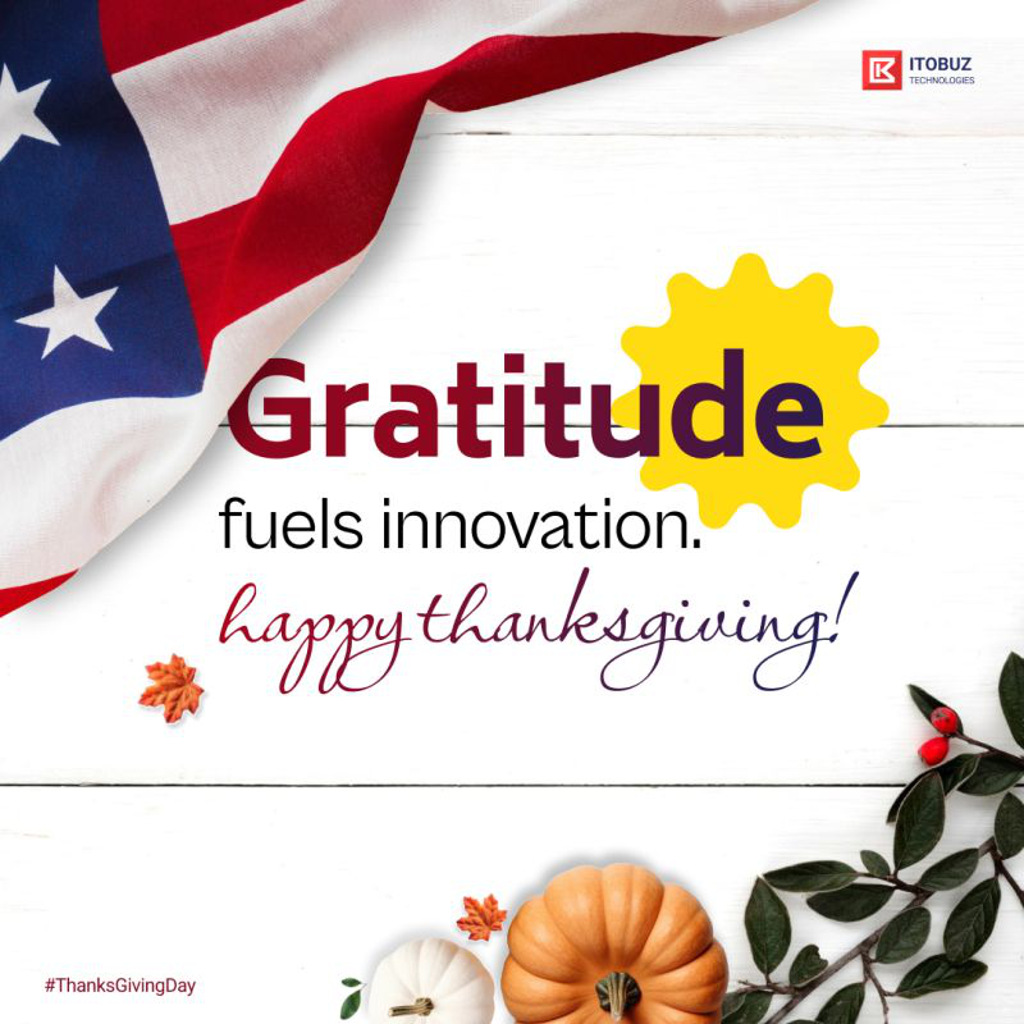 ITOBUZ
TECHNOLOGIES
Gratitude
fuels innovation.
happy thanksgiving!
#ThanksGivingDay